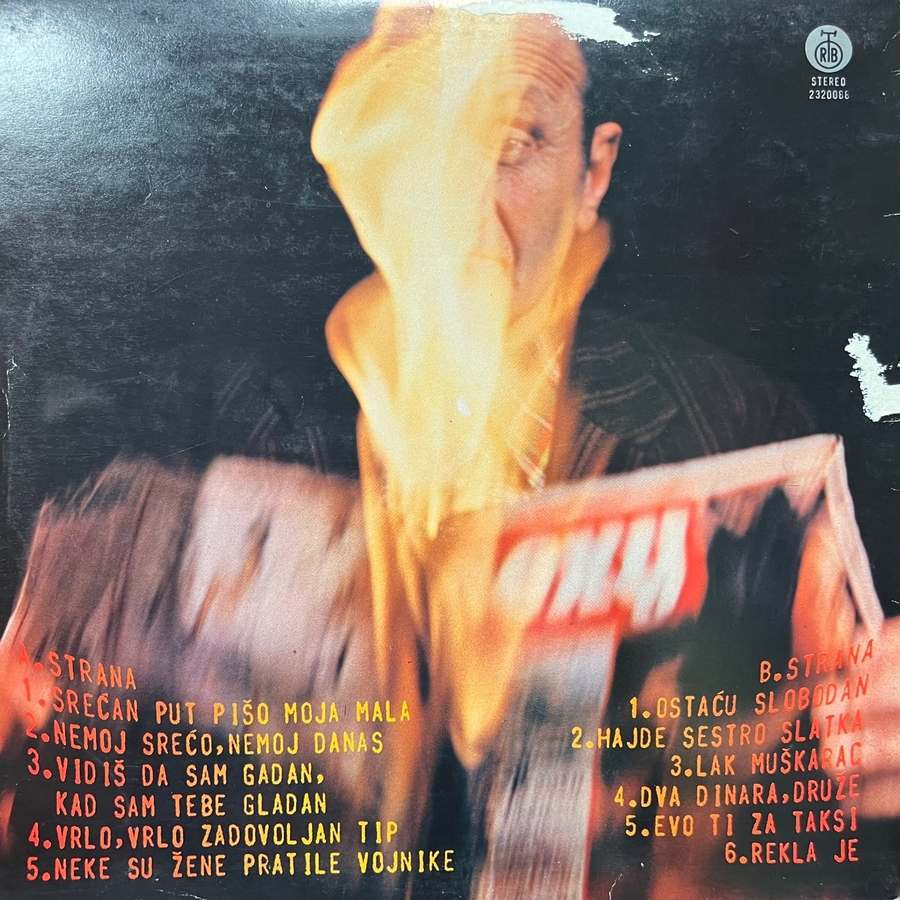 RTB
STEREO
2320088
A.STRANA
1.SREĆAN PUT PIŠO MOJA MALA
2.NEMOJ SREĆO,NEMOJ DANAS
3.VIDIŠ DA SAM GADAN,
KAD SAM TEBE GLADAN
4.VRLO,VRLO ZADOVOLJAN TIP
5.NEKE SU ŽENE PRATILE VOJNIKE
B.STRANA
1.OSTAĆU SLOBODAN
2.HAJDE SESTRO SLATKA
3.LAK MUŠKARAC
4.DVA DINARA,DRUŽE
5.EVO TI ZA TAKSI
6.REKLA JE